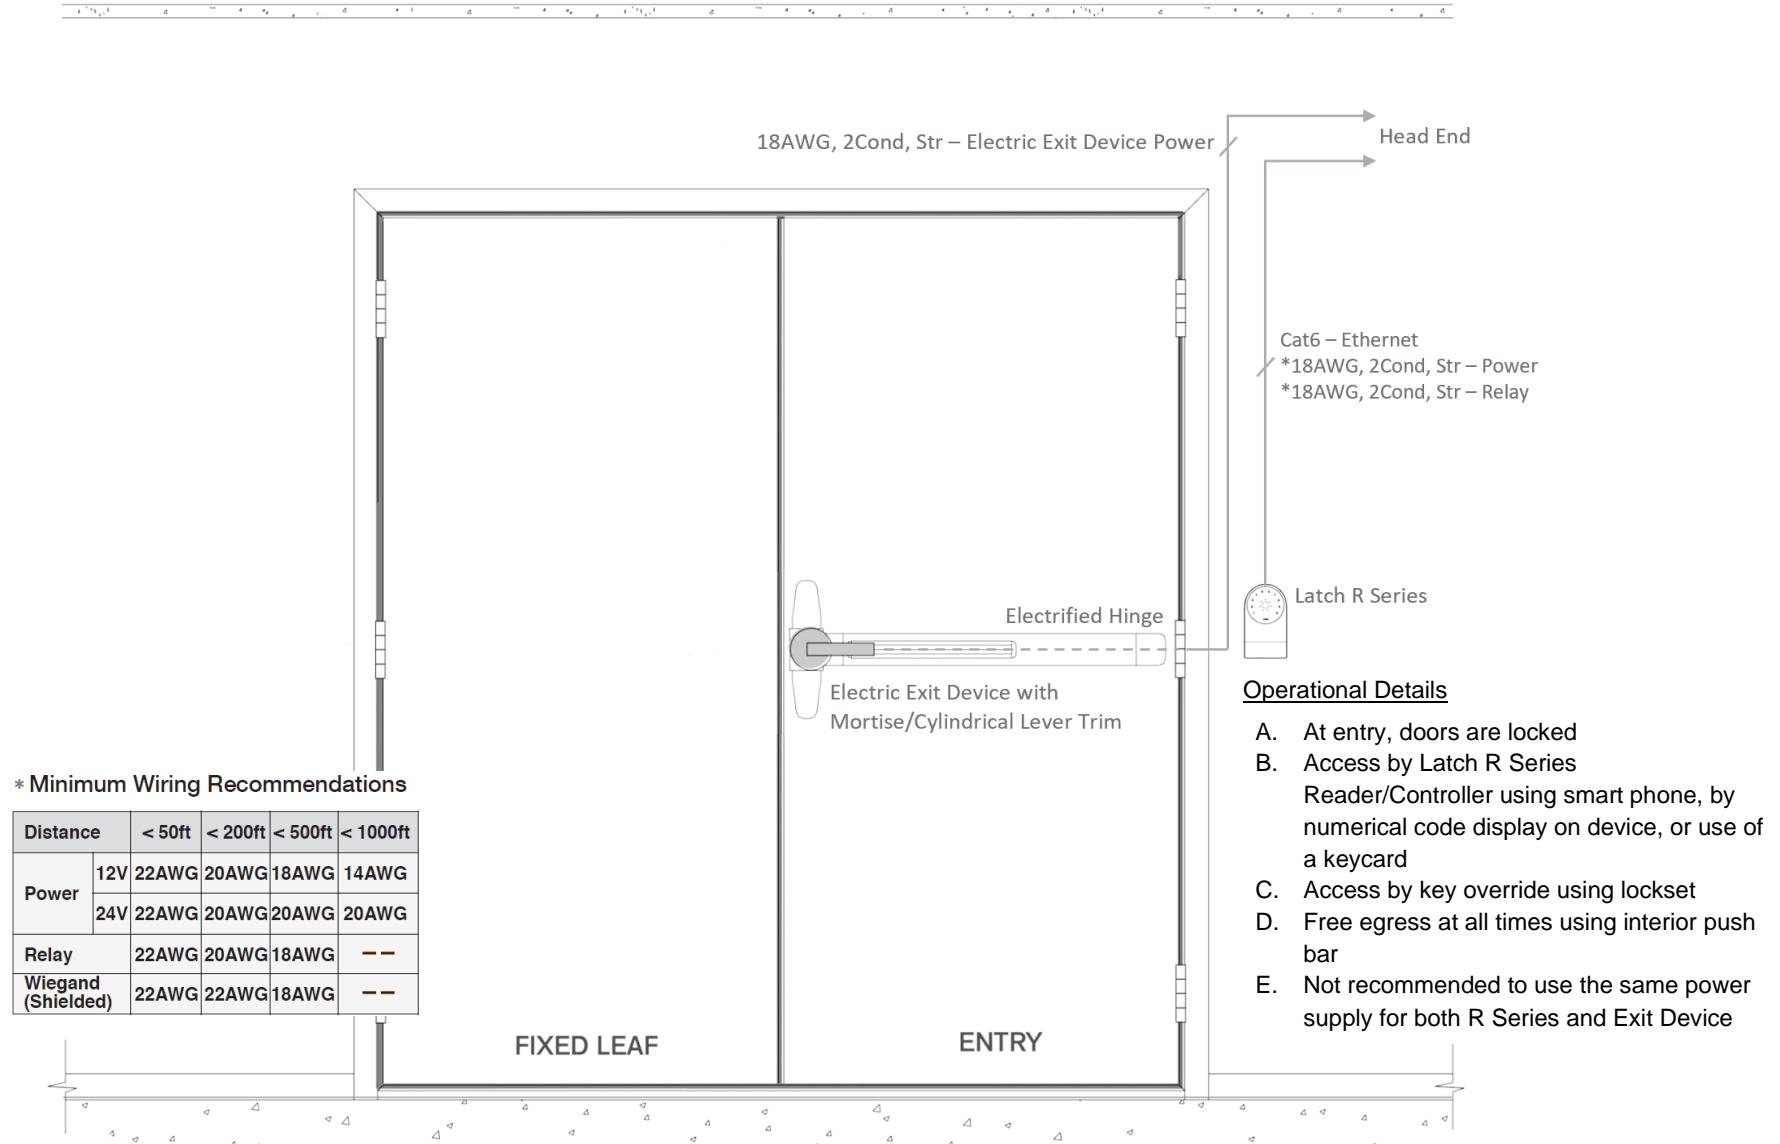 18AWG, 2Cond, Str – Electric Exit Device Power
Head End
Cat6 – Ethernet
*18AWG, 2Cond, Str – Power
*18AWG, 2Cond, Str – Relay
Electrified Hinge
Latch R Series
Electric Exit Device with
Mortise/Cylindrical Lever Trim
Operational Details
A. At entry, doors are locked
B. Access by Latch R Series
Reader/Controller using smart phone, by
numerical code display on device, or use of
a keycard
C. Access by key override using lockset
D. Free egress at all times using interior push
bar
E. Not recommended to use the same power
supply for both R Series and Exit Device
* Minimum Wiring Recommendations
Distance < 50ft < 200ft < 500ft < 1000ft
Power 12V 22AWG 20AWG 18AWG 14AWG
24V 22AWG 20AWG 20AWG 20AWG
Relay 22AWG 20AWG 18AWG – –
Wiegand
(Shielded) 22AWG 22AWG 18AWG – –
FIXED LEAF
ENTRY